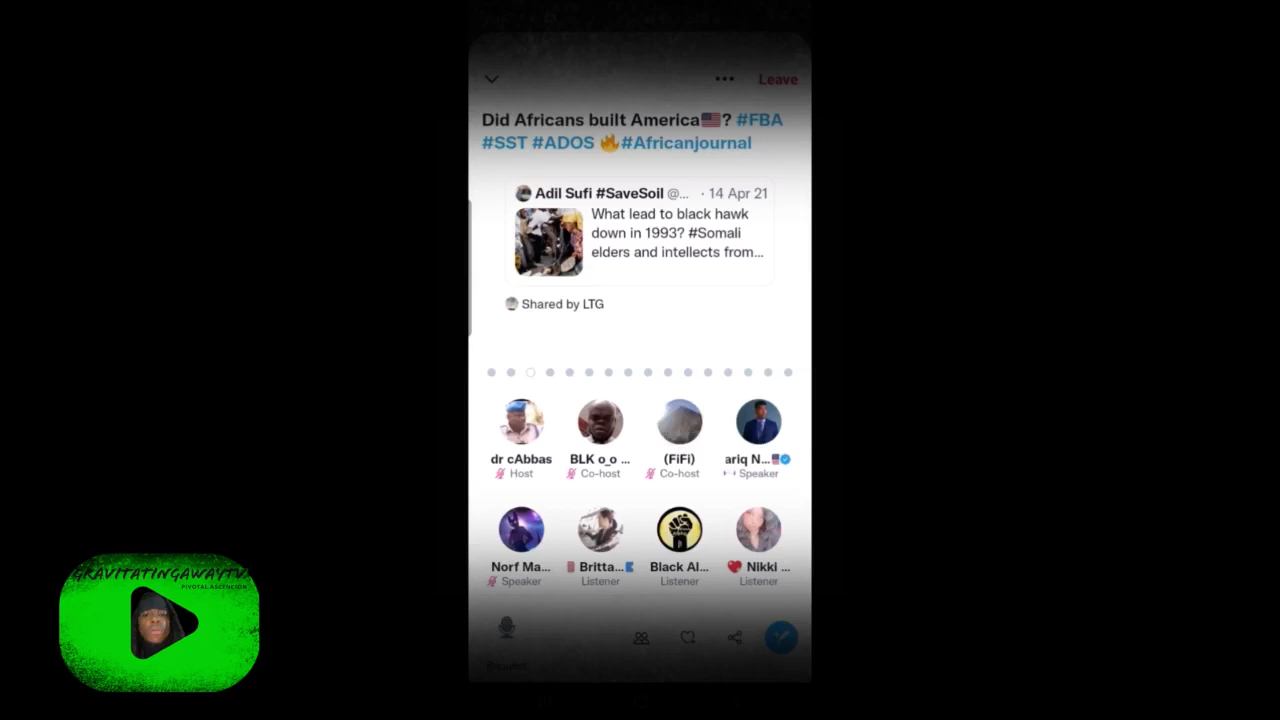 Leave
Did Africans built America🇺🇸? #FBA
#SST #ADOS 🔥#Africanjournal
Adil Sufi #SaveSoil @... · 14 Apr 21
What lead to black hawk
down in 1993? #Somali
elders and intellects from...
Shared by LTG
dr cAbbas
BLK o_o ...
(FiFi)
ariq N...🇺🇸
Host
Co-host
Co-host
Speaker
Norf Ma...
Britta...
Black Al...
❤️ Nikki ...
Speaker
Listener
Listener
Listener
GRAVITATINGAWAYTV
PIVOTAL ASCENCION